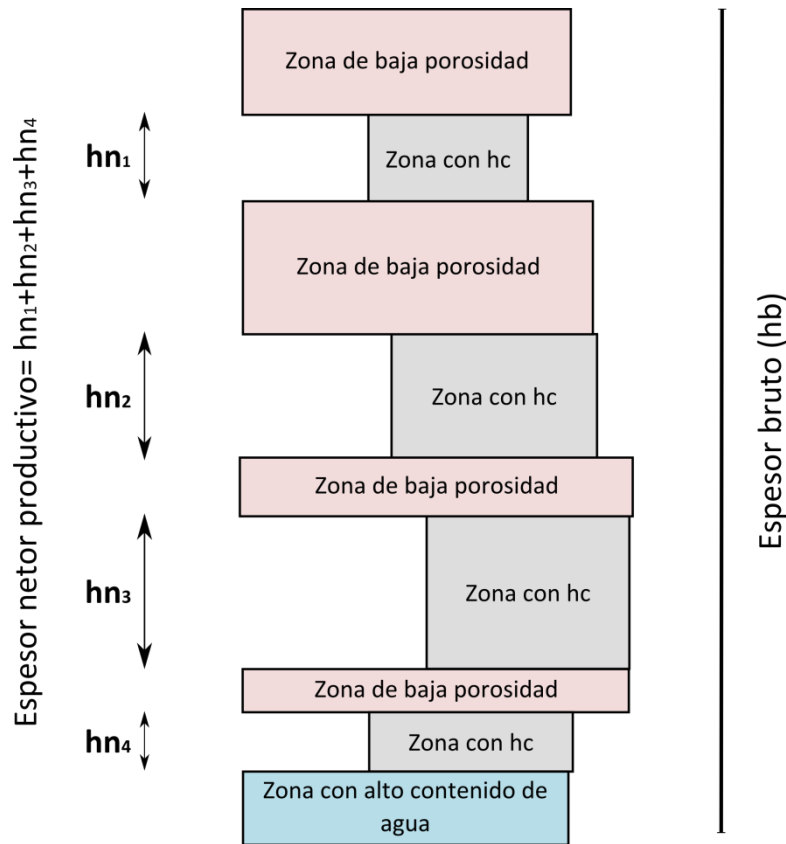 Zona de baja porosidad
hn1
Zona con hc
Zona de baja porosidad
hn2
Zona con hc
Zona de baja porosidad
hn3
Zona con hc
Zona de baja porosidad
hn4
Zona con hc
Zona con alto contenido de
agua
Espesor netor productivo= hn1+hn2+hn3+hn4
Espesor bruto (hb)